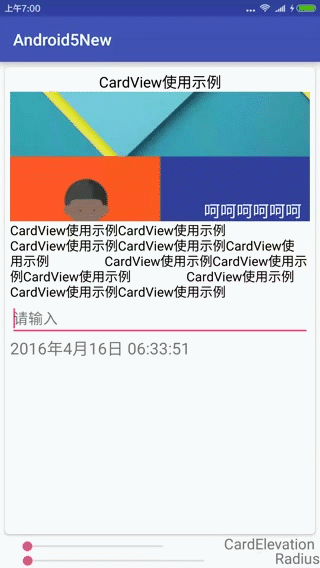 上午7:00
Android5New
CardView使用示例
呵呵呵呵呵呵
CardView使用示例CardView使用示例
CardView使用示例CardView使用示例CardView使
用示例 CardView使用示例CardView使用示
例CardView使用示例 CardView使用示例
CardView使用示例CardView使用示例
请输入
2016年4月16日 06:33:51
CardElevation
Radius